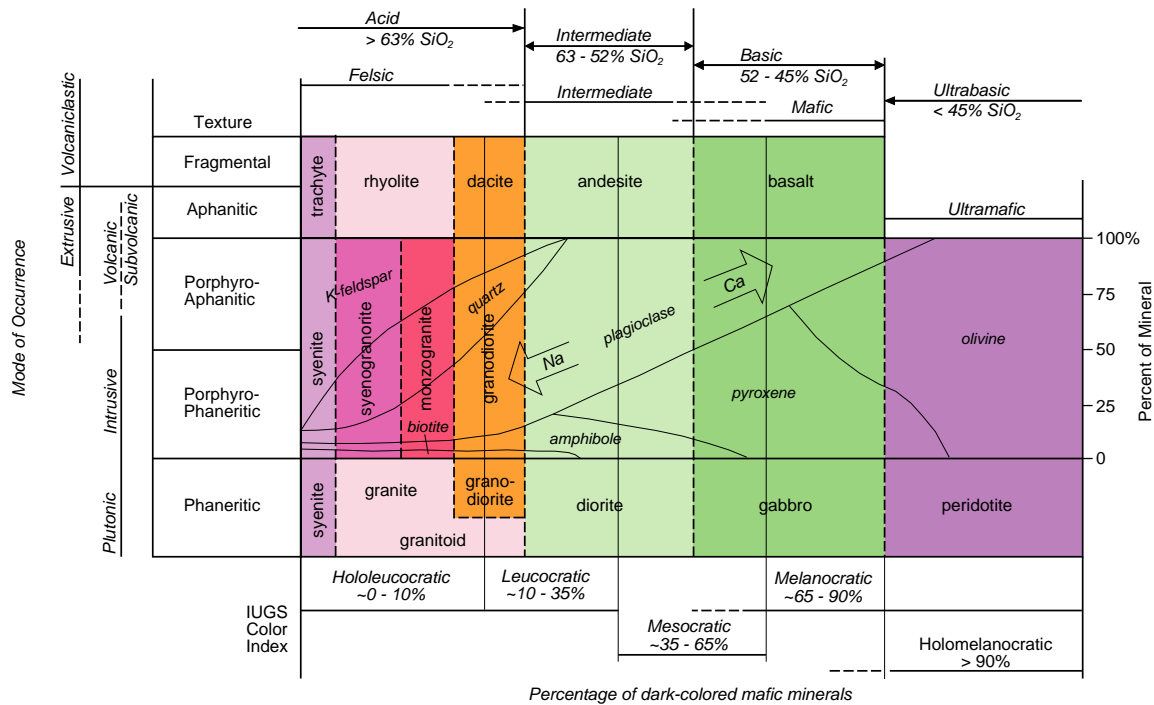 Acid
> 63% SiO2
Intermediate
63 - 52% SiO2
Basic
52 - 45% SiO2
Ultrabasic
< 45% SiO2
Felsic
Intermediate
Mafic
Ultramafic
Mode of Occurrence
Volcaniclastic
Extrusive
Volcanic
Subvolcanic
Intrusive
Plutonic
Texture
Fragmental
Aphanitic
Porphyro-
Aphanitic
Porphyro-
Phaneritic
Phaneritic
trachyte
rhyolite
dacite
andesite
basalt
syenite
syenogranorite
monzogranite
granodiorite
K-feldspar
quartz
plagioclase
Na
Ca
biotite
amphibole
pyroxene
olivine
100%
75
50
25
0
Percent of Mineral
syenite
granite
grano-
diorite
granitoid
diorite
gabbro
peridotite
IUGS
Color
Index
Hololeucocratic
~0 - 10%
Leucocratic
~10 - 35%
Mesocratic
~35 - 65%
Melanocratic
~65 - 90%
Holomelanocratic
> 90%
Percentage of dark-colored mafic minerals